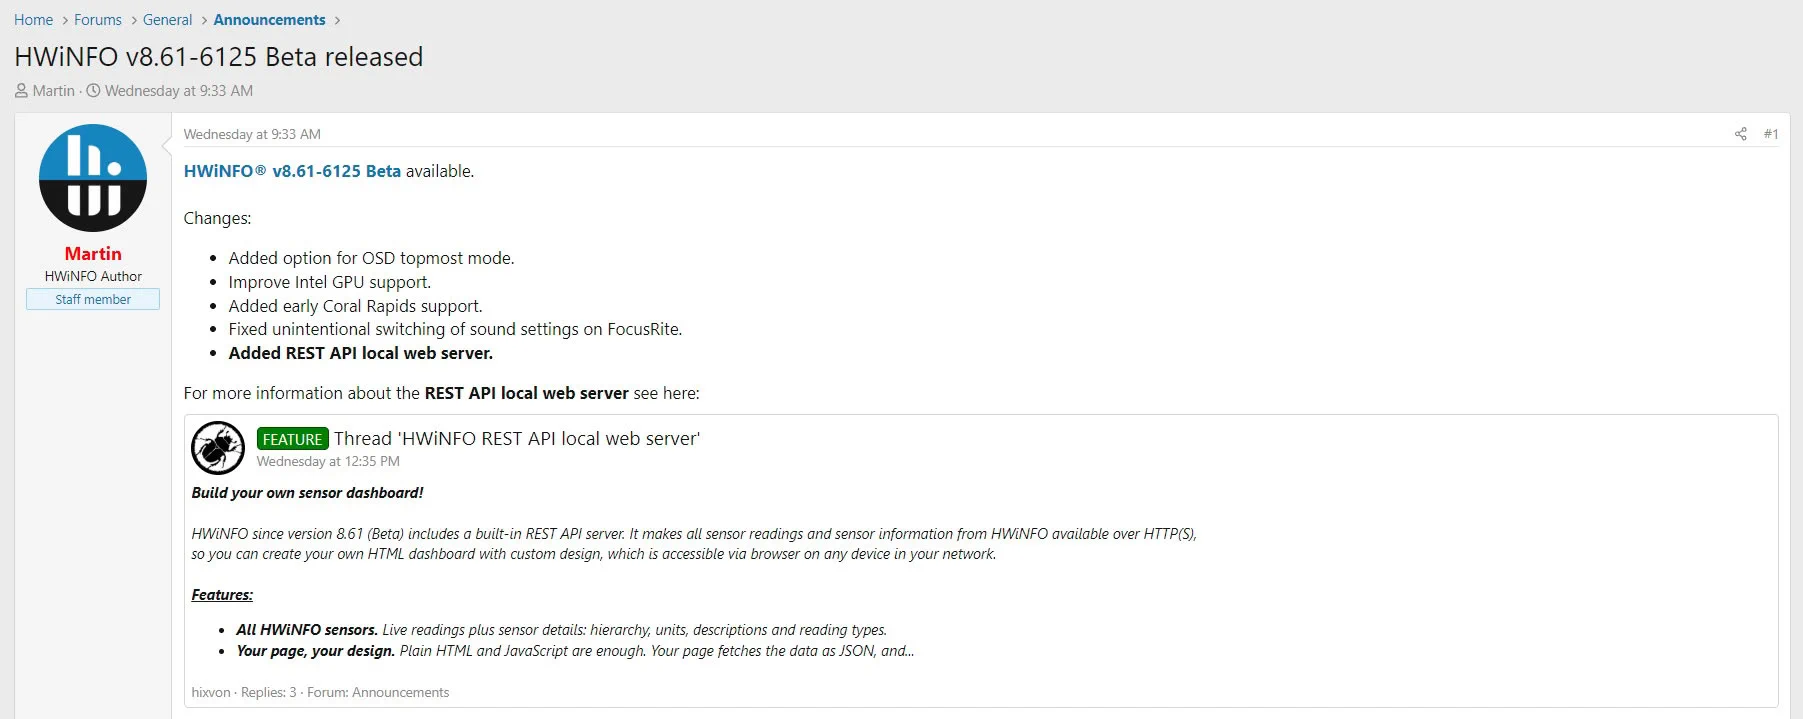 Home > Forums > General > Announcements >
HWiNFO v8.61-6125 Beta released
Martin · Wednesday at 9:33 AM
Wednesday at 9:33 AM
#1
Martin
HWiNFO Author
Staff member
HWiNFO® v8.61-6125 Beta available.
Changes:
• Added option for OSD topmost mode.
• Improve Intel GPU support.
• Added early Coral Rapids support.
• Fixed unintentional switching of sound settings on FocusRite.
• Added REST API local web server.
For more information about the REST API local web server see here:
FEATURE Thread 'HWiNFO REST API local web server'
Wednesday at 12:35 PM
Build your own sensor dashboard!
HWiNFO since version 8.61 (Beta) includes a built-in REST API server. It makes all sensor readings and sensor information from HWiNFO available over HTTP(S),
so you can create your own HTML dashboard with custom design, which is accessible via browser on any device in your network.
Features:
• All HWiNFO sensors. Live readings plus sensor details: hierarchy, units, descriptions and reading types.
• Your page, your design. Plain HTML and JavaScript are enough. Your page fetches the data as JSON, and...
hixvon · Replies: 3 · Forum: Announcements